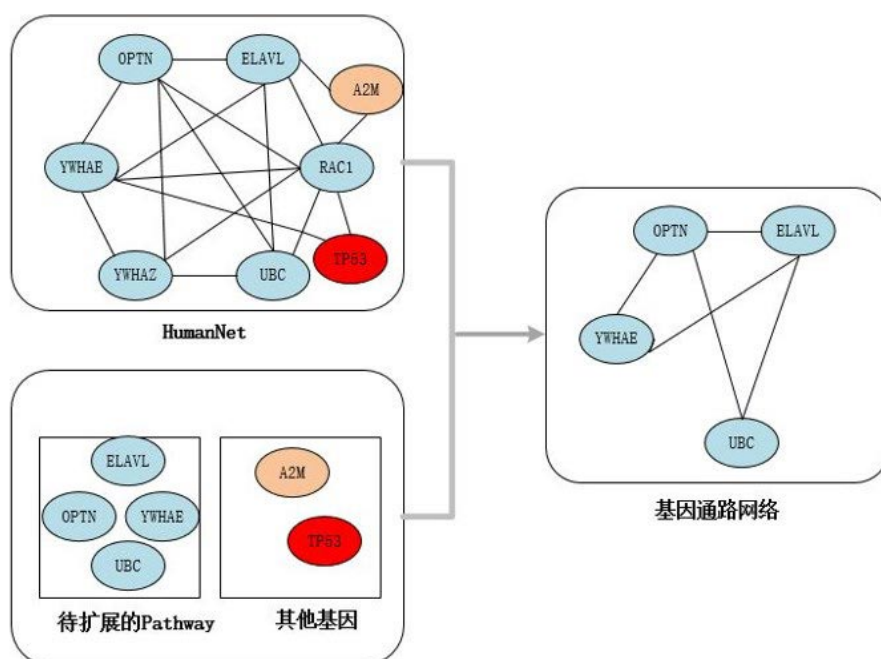 OPTN
ELAVL
A2M
YWHAE
RAC1
YWHAZ
UBC
TP53
HumanNet
OPTN
ELAVL
YWHAE
UBC
基因通路网络
ELAVL
OPTN
YWHAE
UBC
待扩展的Pathway
A2M
TP53
其他基因